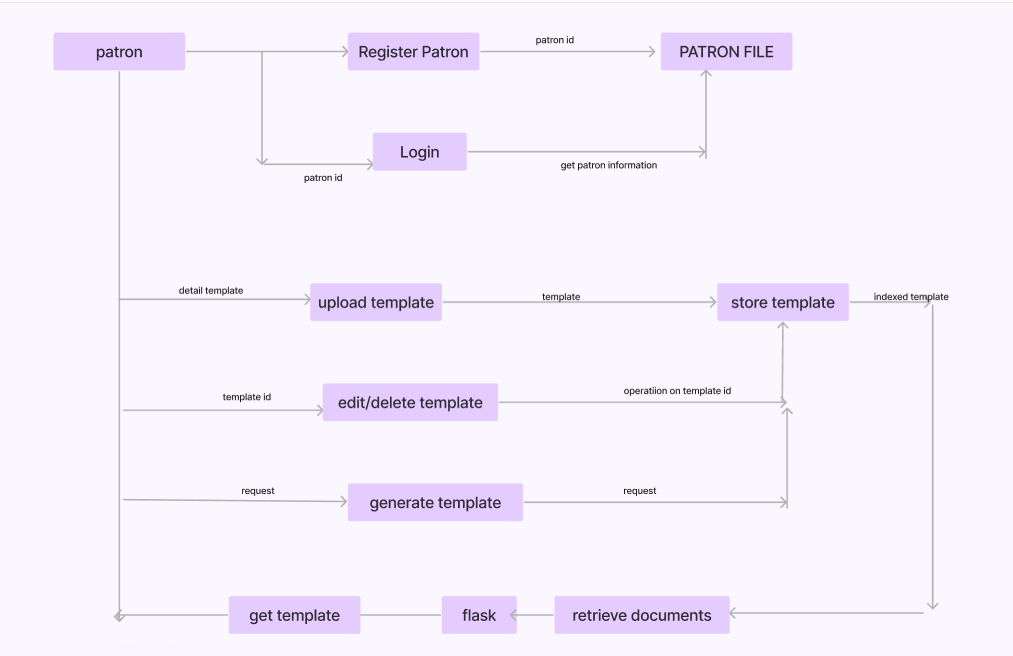 patron
Register Patron
patron id
PATRON FILE
Login
patron id
get patron information
detail template
upload template
template
store template
indexed template
template id
edit/delete template
operatiion on template id
request
generate template
request
get template
flask
retrieve documents